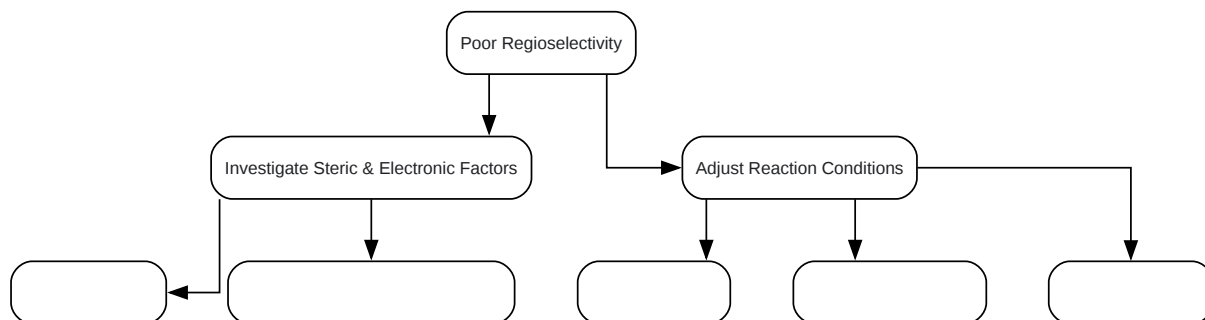 Poor Regioselectivity
Investigate Steric & Electronic Factors
Adjust Reaction Conditions